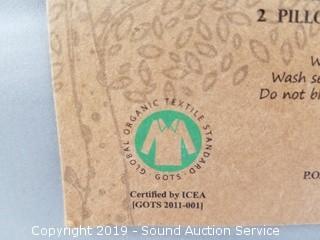 2 PILLO
W
Wash se
Do not bl
GLOBAL ORGANIC TEXTILE STANDARD
· GOTS ·
Certified by ICEA
[GOTS 2011-001]
P.O.
Copyright 2019 - Sound Auction Service